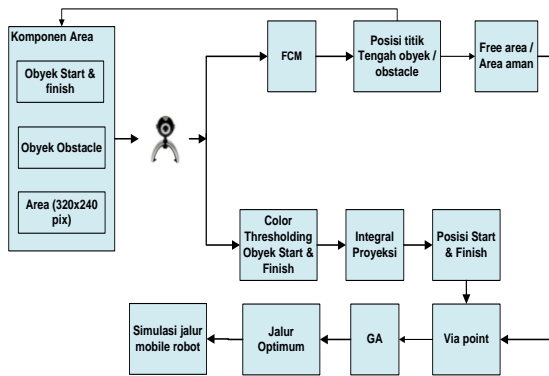 Komponen Area
Obyek Start &
finish
Obyek Obstacle
Area (320x240
pix)
FCM
Posisi titik
Tengah obyek /
obstacle
Free area /
Area aman
Color
Thresholding
Obyek Start &
Finish
Integral
Proyeksi
Posisi Start
& Finish
Simulasi jalur
mobile robot
Jalur
Optimum
GA
Via point